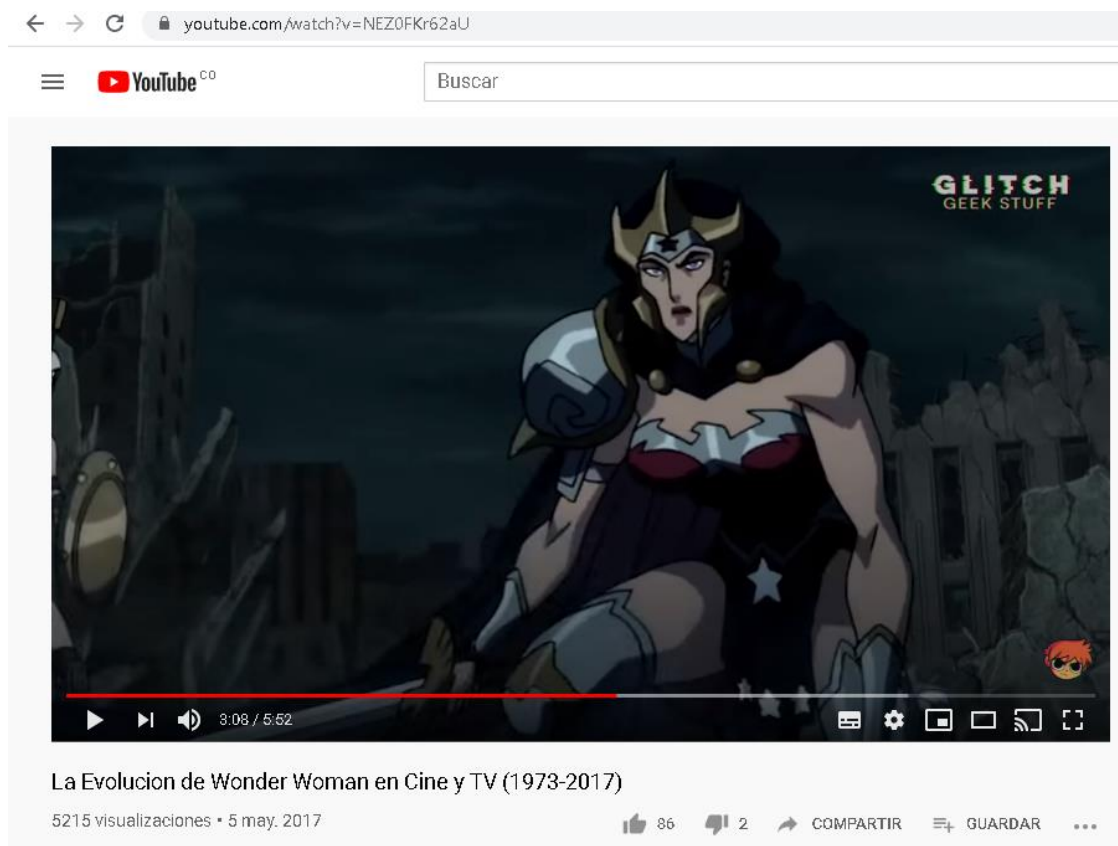 youtube.com/watch?v=NEZ0FKr62aU
YouTube CO
Buscar
GLITCH
GEEK STUFF
3:08 / 5:52
La Evolucion de Wonder Woman en Cine y TV (1973-2017)
5215 visualizaciones • 5 may. 2017
86 2 COMPARTIR GUARDAR